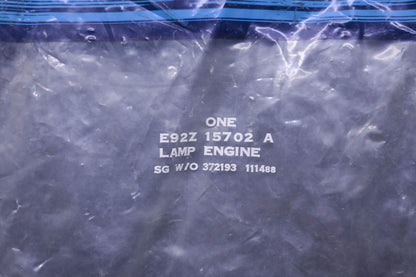 ONE
E92Z 15702 A
LAMP ENGINE
SG W/O 372193 111488